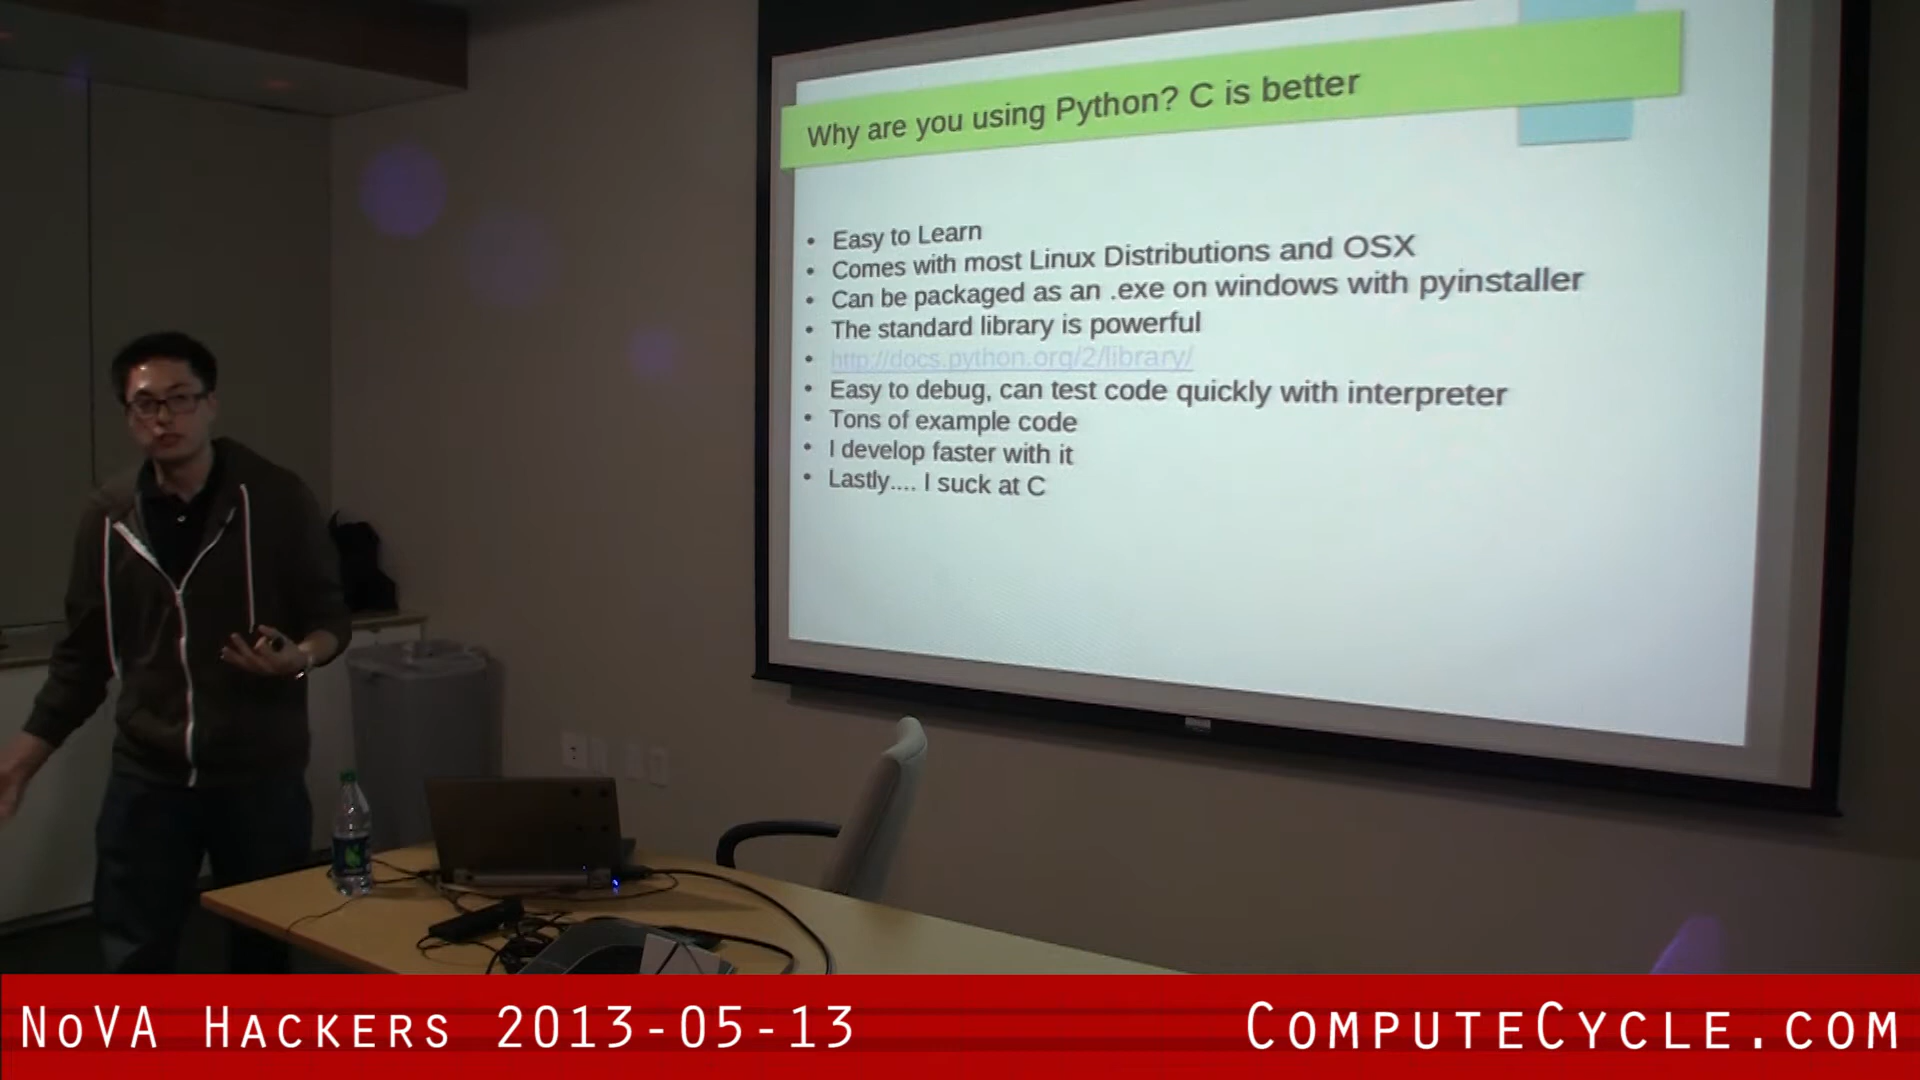 Why are you using Python? C is better
• Easy to Learn
• Comes with most Linux Distributions and OSX
• Can be packaged as an .exe on windows with pyinstaller
• The standard library is powerful
• http://docs.python.org/2/library/
• Easy to debug, can test code quickly with interpreter
• Tons of example code
• I develop faster with it
• Lastly.... I suck at C
NoVA Hackers 2013-05-13
ComputeCycle.com